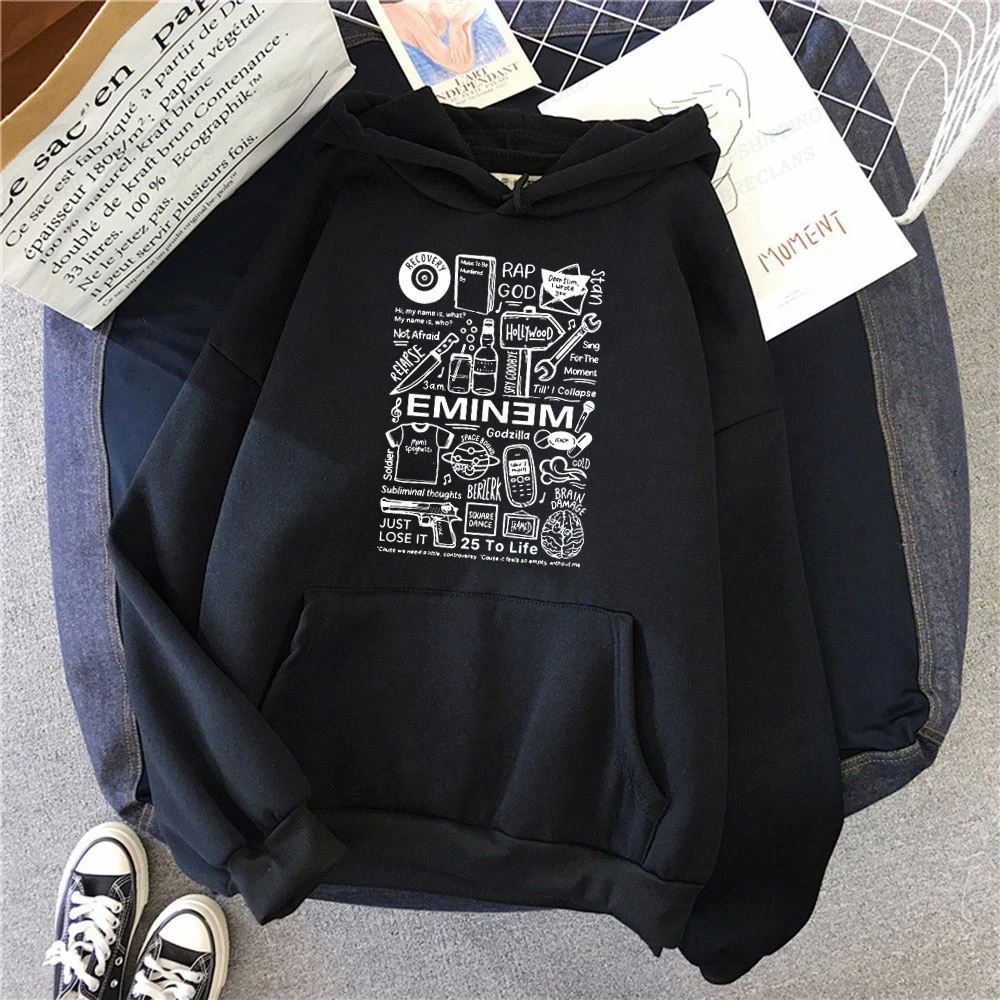 Le sac en pap
Ce sac est fabriqué à partir de
épaisseur 180g/m²; papier végétal.
100 % naturel. kraft blanc
doublé de kraft brun Contenance
33 litres. 100 % Ecographik.™
Ne le jetez pas.
Il peut servir plusieurs fois.
L'ART
INDÉPENDANT
MOMENT
RECOVERY
Music To Be
Murdered
By
RAP
GOD
Dear Slim,
I wrote
you
Stan
Hi, my name is, what?
My name is, who?
Not Afraid
HOLLYWOOD
SAY GOODBYE
Sing
For The
Moment
RELAPSE
3 a.m.
Till' I Collapse
EMINƎM
Godzilla
VENOM
Soldier
Mom's
spaghetti
SPACE BOUND
COLD
Subliminal thoughts
BERZERK
BRAIN
DAMAGE
JUST
LOSE IT
SQUARE
DANCE
FRAMED
25 To Life
'Cause we need a little, controversy 'Cause it feels so empty, without me